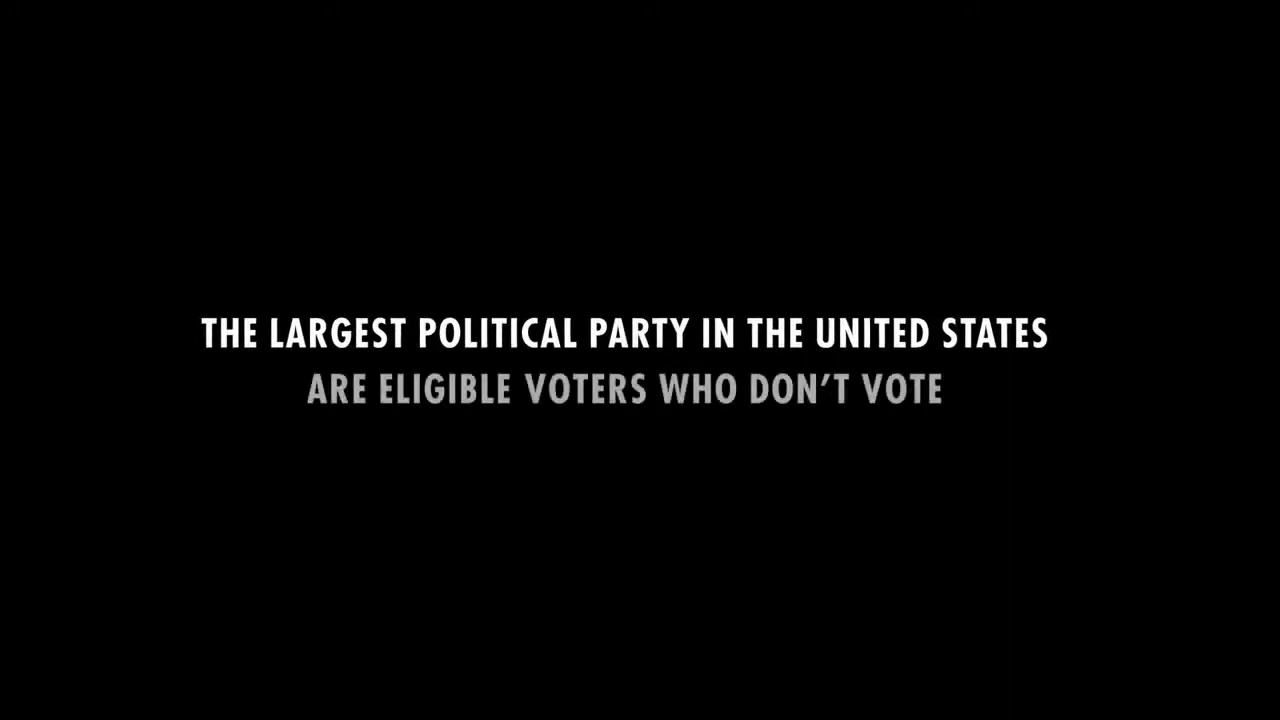 THE LARGEST POLITICAL PARTY IN THE UNITED STATES
ARE ELIGIBLE VOTERS WHO DON’T VOTE